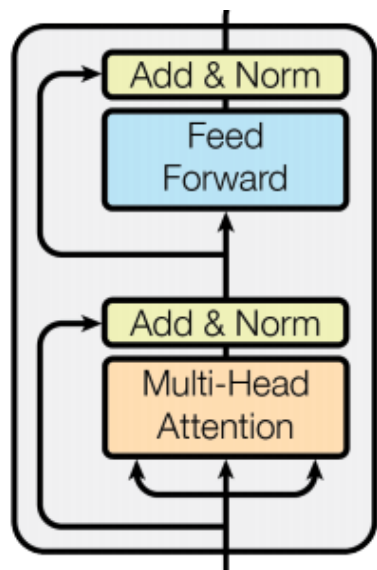 Add & Norm
Feed
Forward
Add & Norm
Multi-Head
Attention